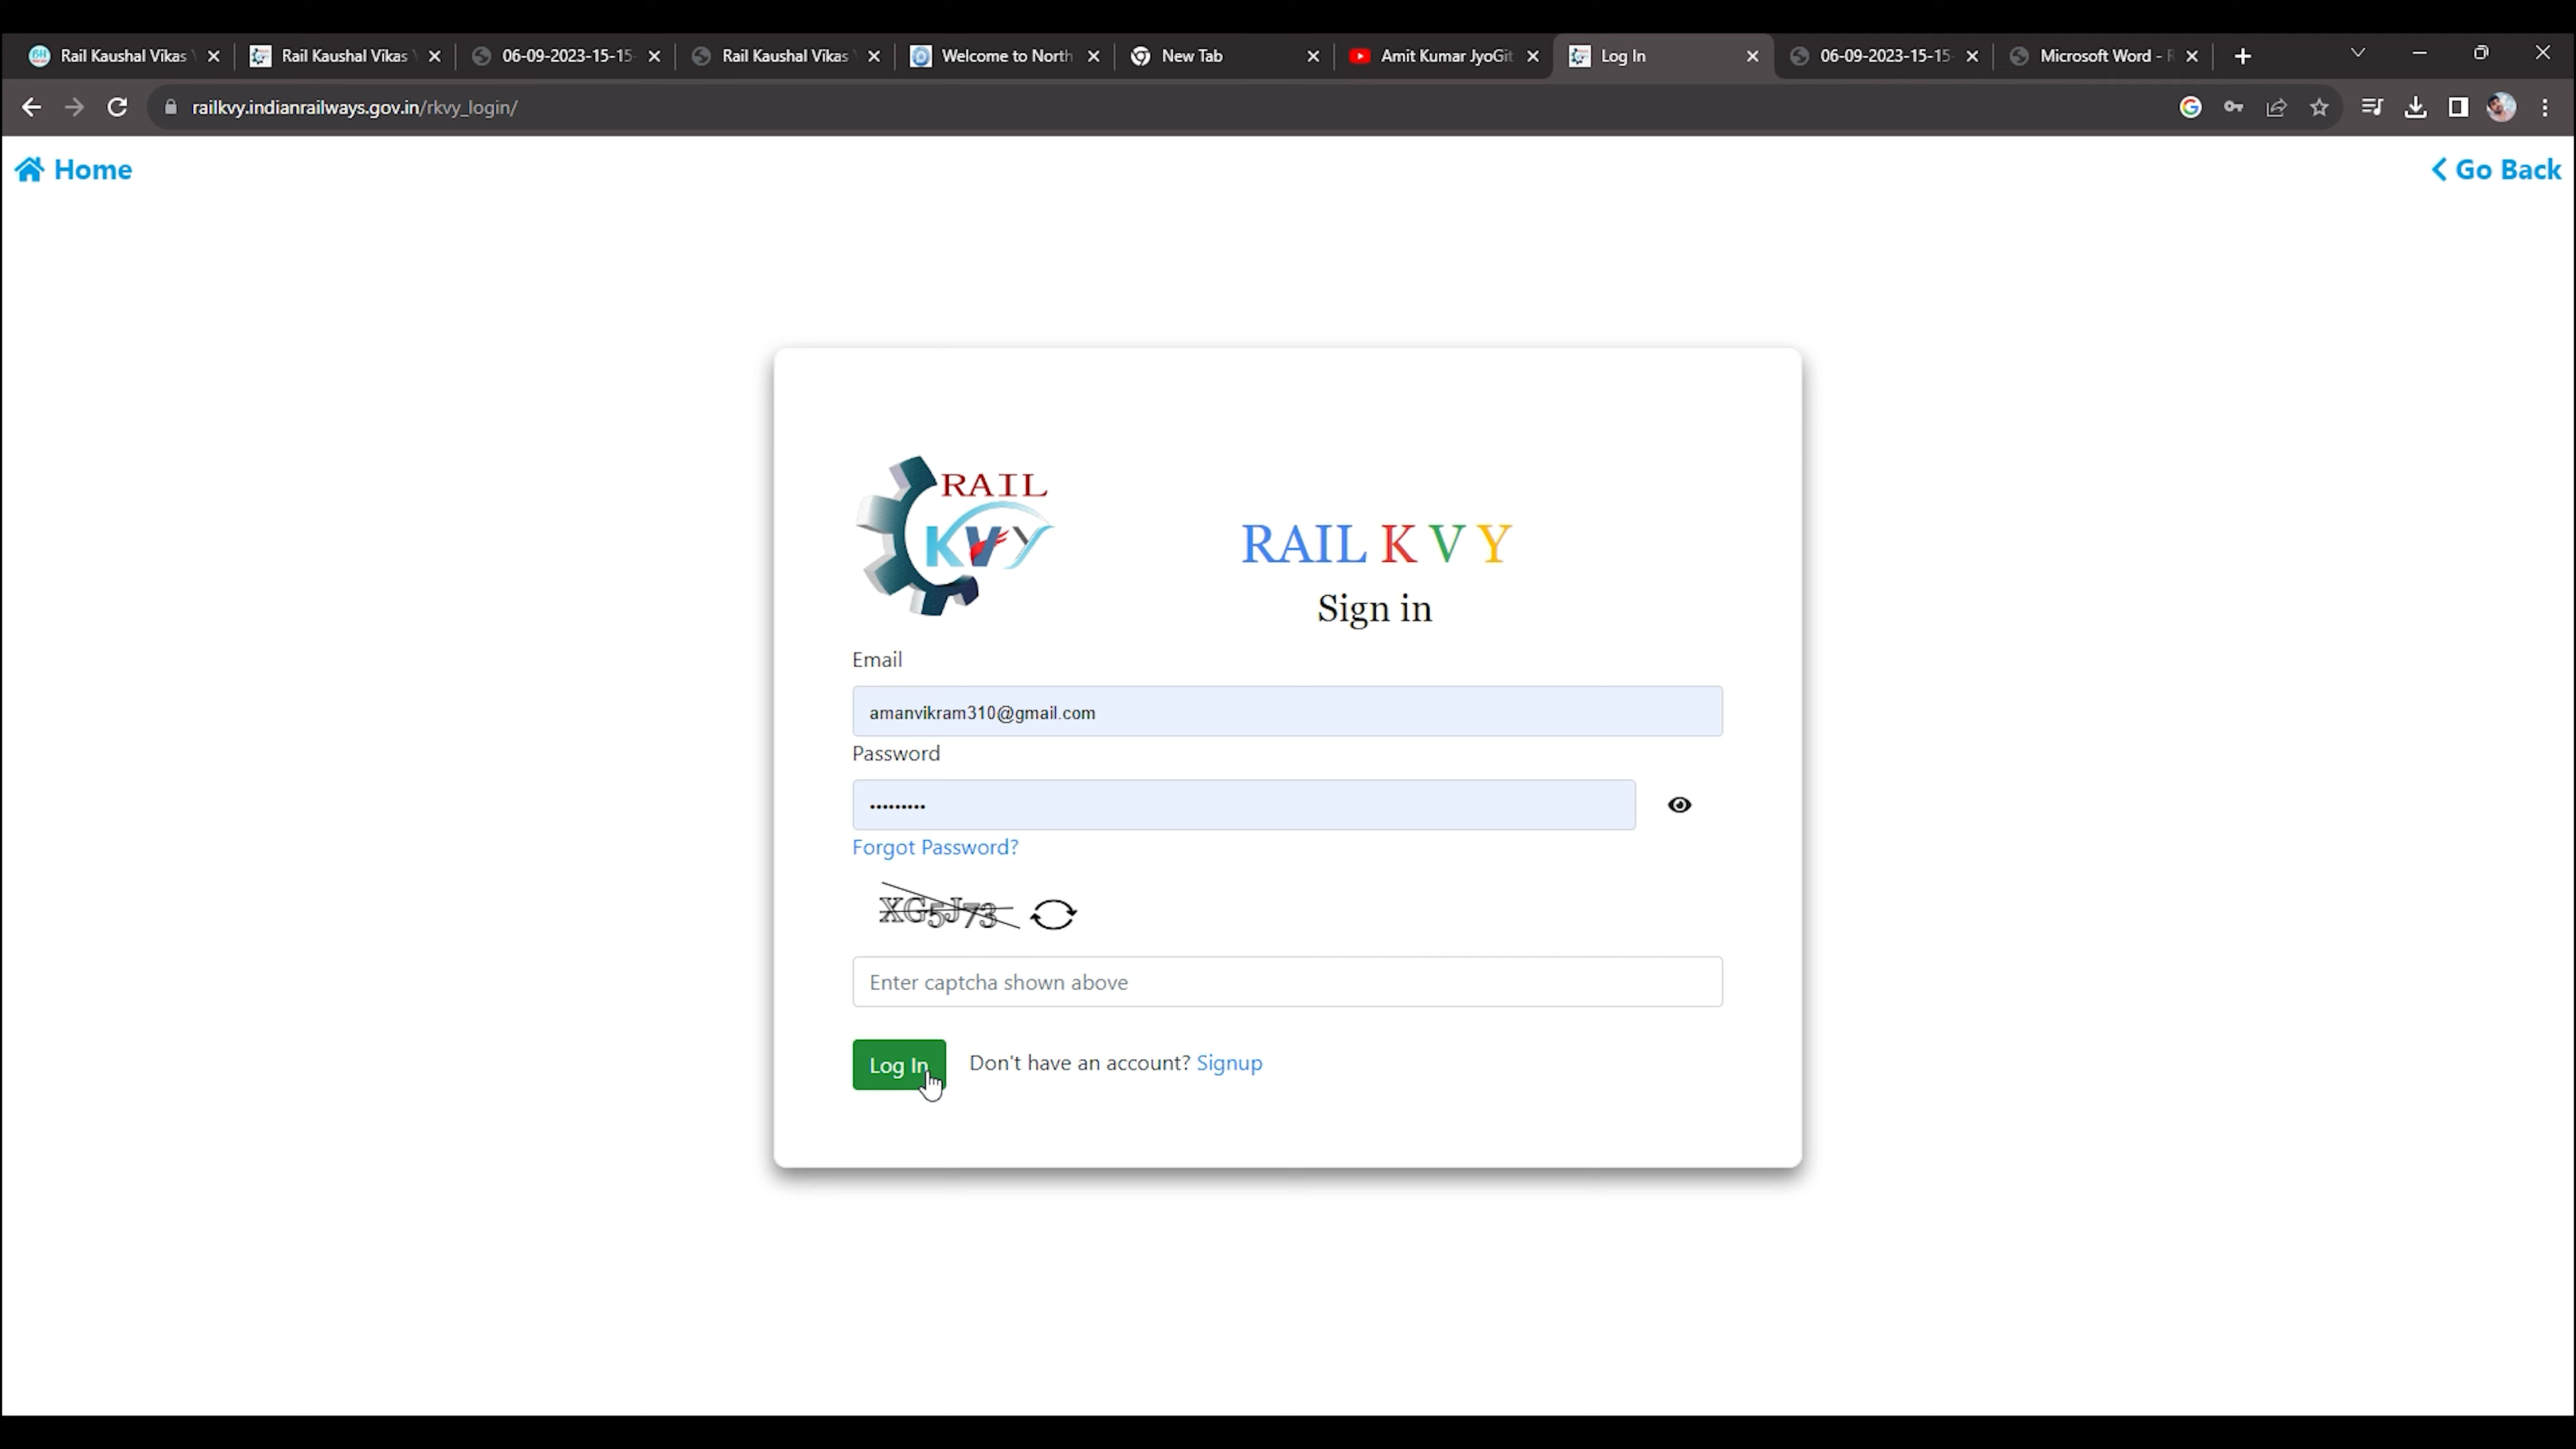 Rail Kaushal Vikas
Rail Kaushal Vikas
06-09-2023-15-15-
Rail Kaushal Vikas
Welcome to North
New Tab
Amit Kumar JyoGit
Log In
06-09-2023-15-15-
Microsoft Word - R
railkvy.indianrailways.gov.in/rkvy_login/
Home
Go Back
RAIL
KVY
RAIL K V Y
Sign in
Email
amanvikram310@gmail.com
Password
•••••••••
Forgot Password?
XG5J73
Enter captcha shown above
Log In
Don't have an account? Signup